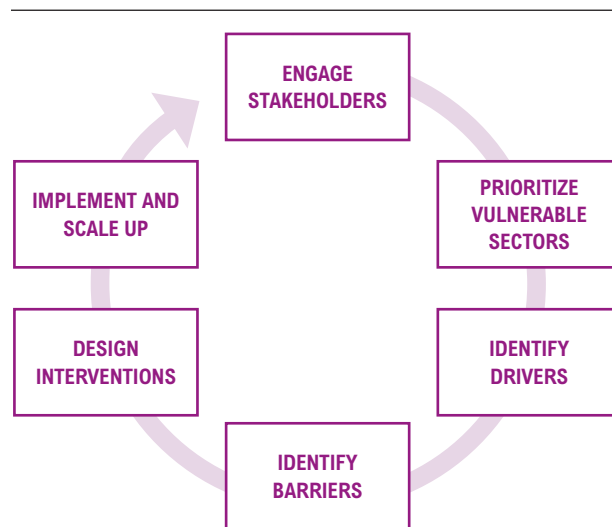 ENGAGE
STAKEHOLDERS
PRIORITIZE
VULNERABLE
SECTORS
IDENTIFY
DRIVERS
IDENTIFY
BARRIERS
DESIGN
INTERVENTIONS
IMPLEMENT AND
SCALE UP